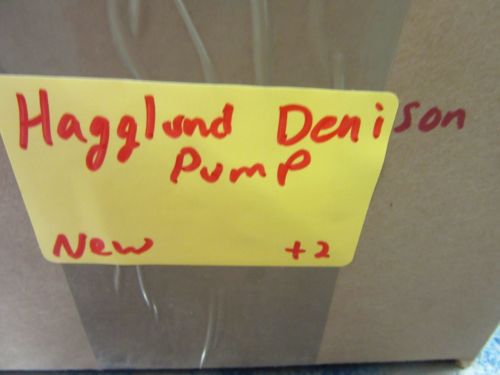 Hagglund Denison
Pump
New +2